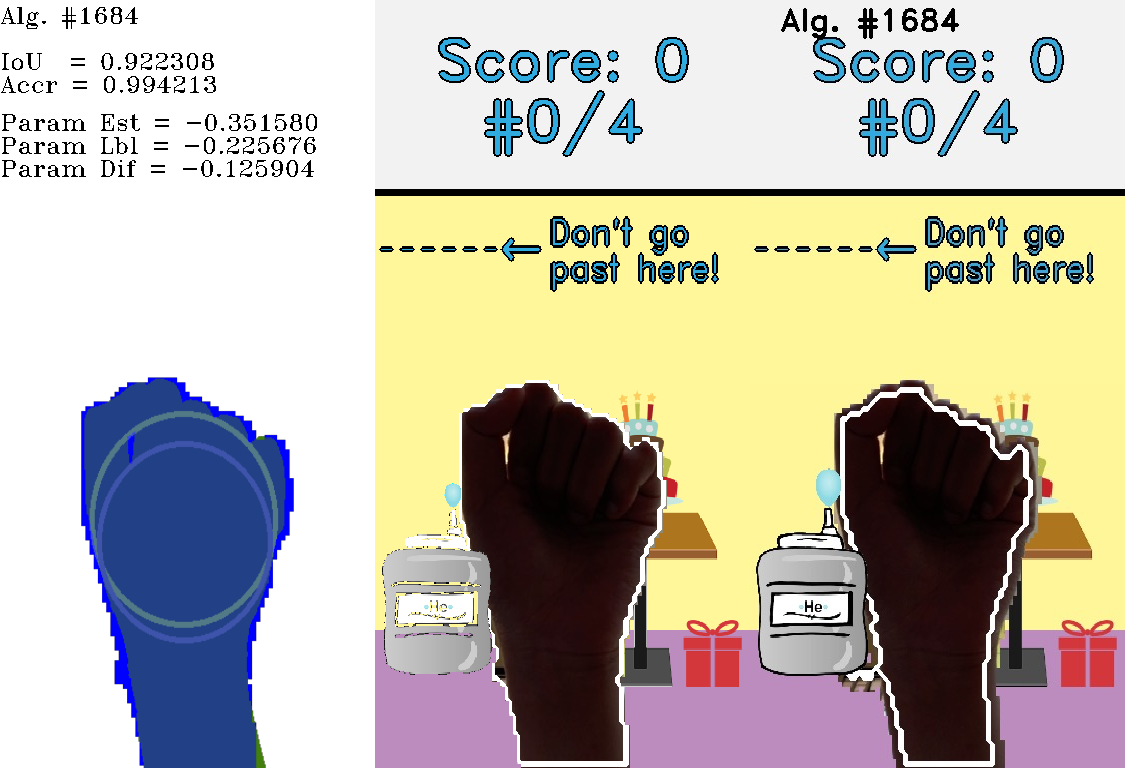 Alg. #1684
IoU = 0.922308
Accr = 0.994213
Param Est = −0.351580
Param Lbl = −0.225676
Param Dif = −0.125904
Score: 0
#0/4
Don't go
past here!
He
Alg. #1684
Score: 0
#0/4
Don't go
past here!
He